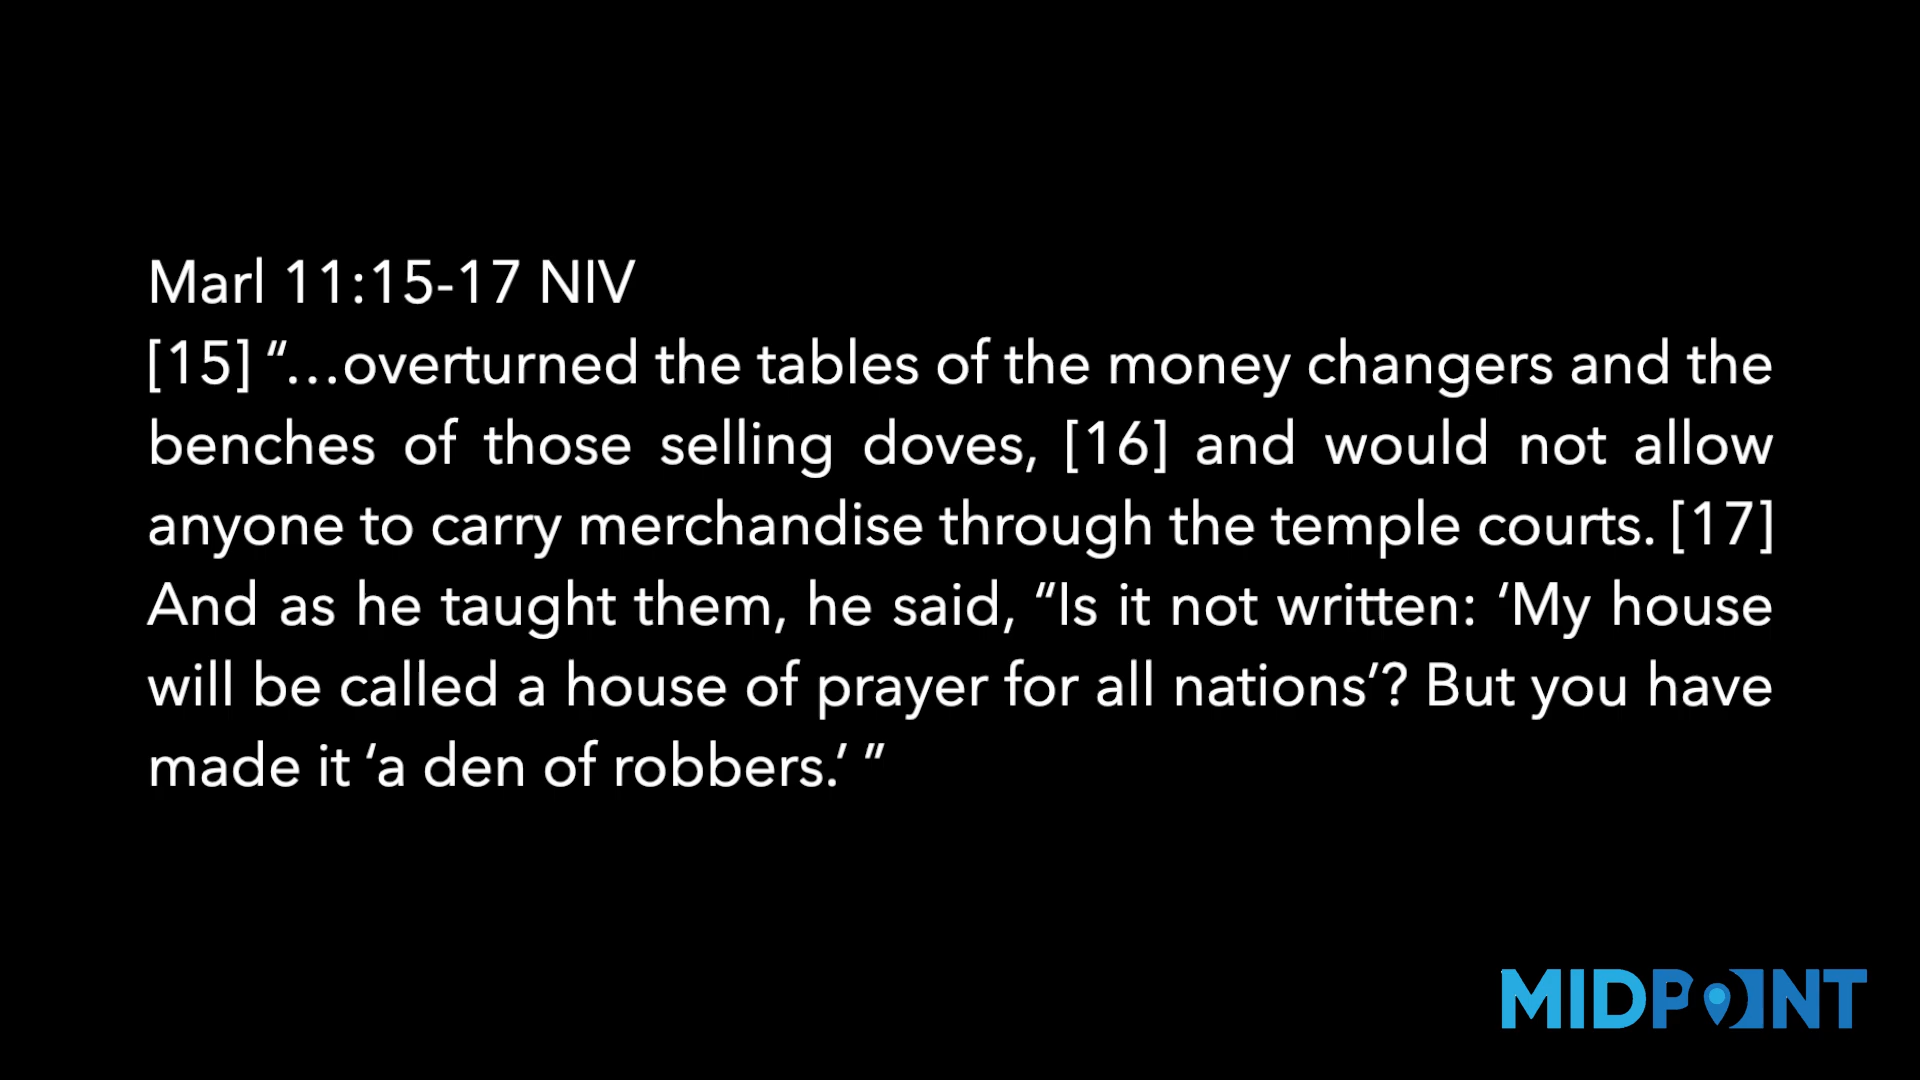 Marl 11:15-17 NIV
[15] “…overturned the tables of the money changers and the
benches of those selling doves, [16] and would not allow
anyone to carry merchandise through the temple courts. [17]
And as he taught them, he said, “Is it not written: ‘My house
will be called a house of prayer for all nations’? But you have
made it ‘a den of robbers.’ ”
MIDPOINT